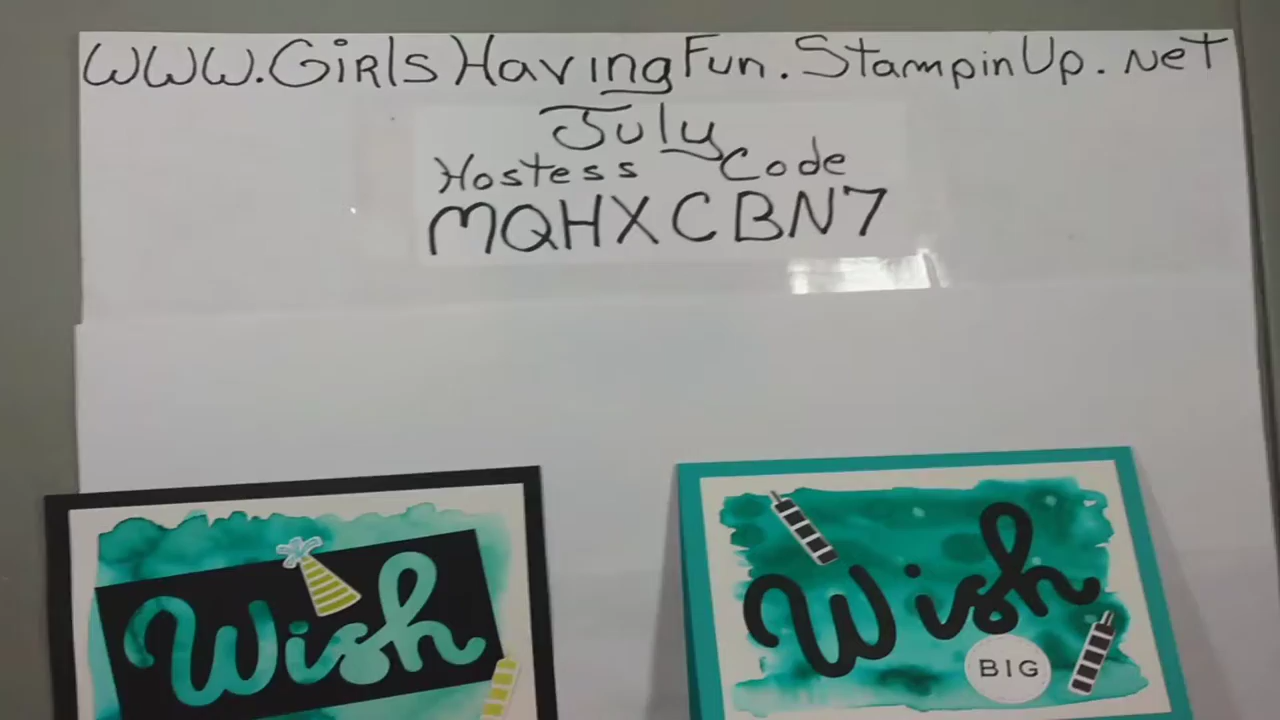 WWW.GirlsHavingFun.StampinUp.net
July
Hostess Code
MQHXCBN7
Wish
Wish
BIG